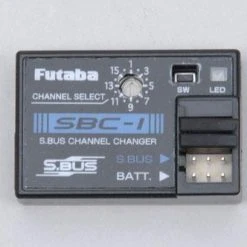 Futaba
1
15 3
13 5
11 7
9
CHANNEL SELECT
SW LED
SBC-1
S.BUS CHANNEL CHANGER
S.BUS
BATT.
S.BUS